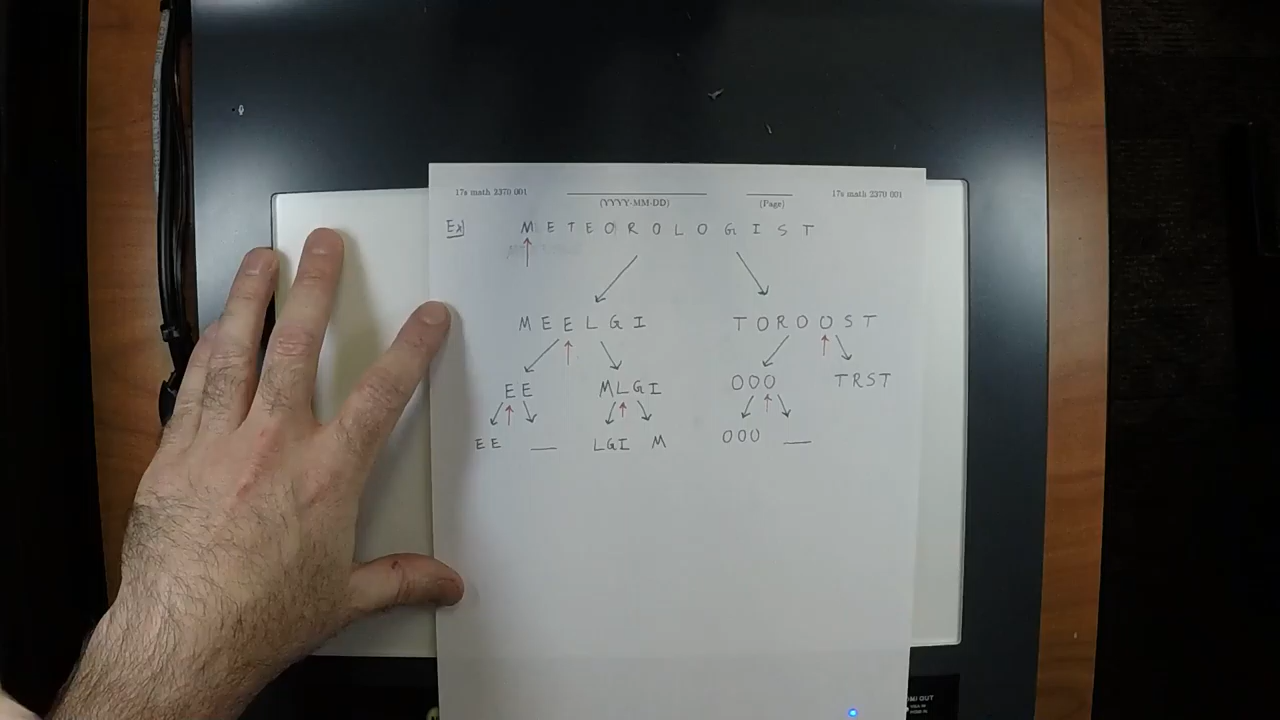 17s math 2370 001 (YYYY-MM-DD) (Page) 17s math 2370 001
Ex M E T E O R O L O G I S T
M E E L G I T O R O O S T
E E M L G I O O O T R S T
E E L G I M O O O